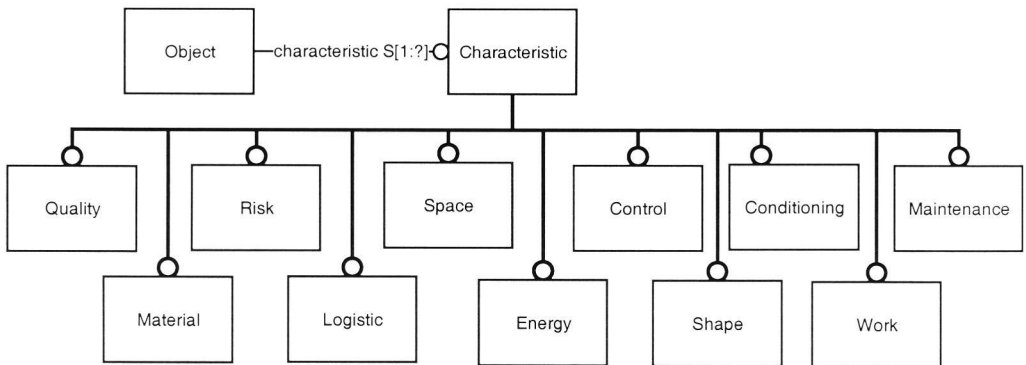 Object
characteristic S[1:?]
Characteristic
Quality
Risk
Space
Control
Conditioning
Maintenance
Material
Logistic
Energy
Shape
Work